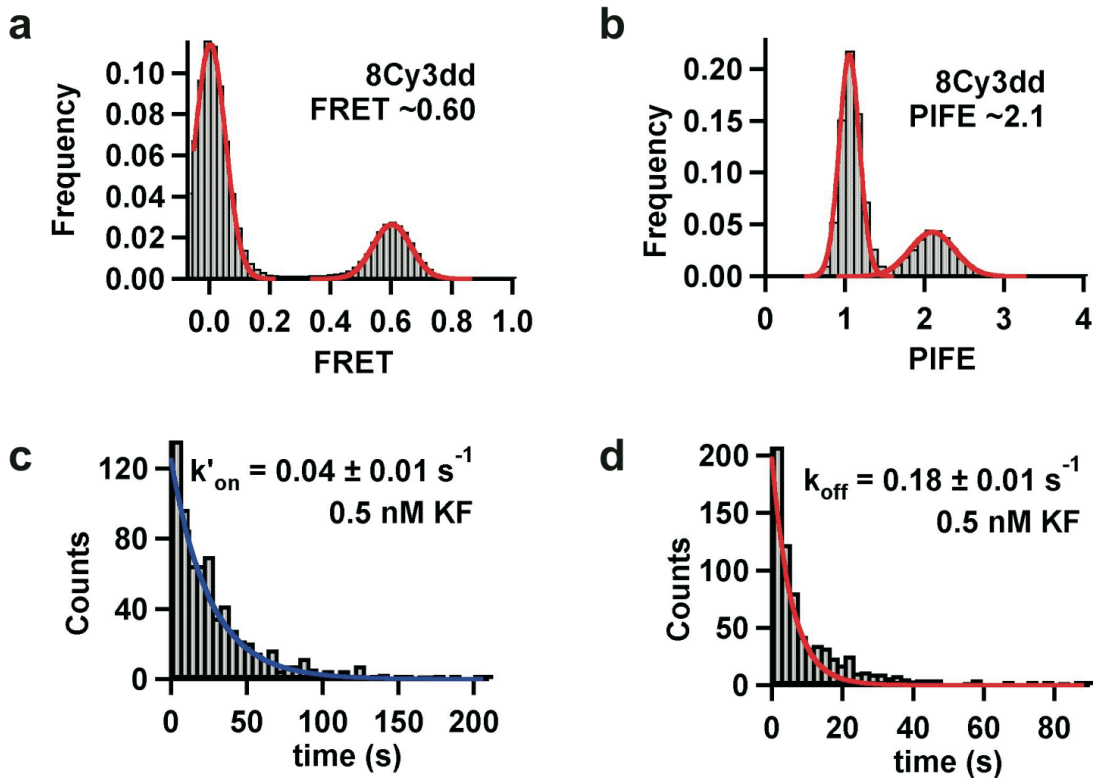 a
8Cy3dd
FRET ~0.60
Frequency
0.10
0.08
0.06
0.04
0.02
0.00
0.0 0.2 0.4 0.6 0.8 1.0
FRET
b
8Cy3dd
PIFE ~2.1
Frequency
0.20
0.15
0.10
0.05
0.00
0 1 2 3 4
PIFE
c
k'on = 0.04 ± 0.01 s-1
0.5 nM KF
Counts
120
80
40
0
0 50 100 150 200
time (s)
d
koff = 0.18 ± 0.01 s-1
0.5 nM KF
Counts
200
150
100
50
0
0 20 40 60 80
time (s)